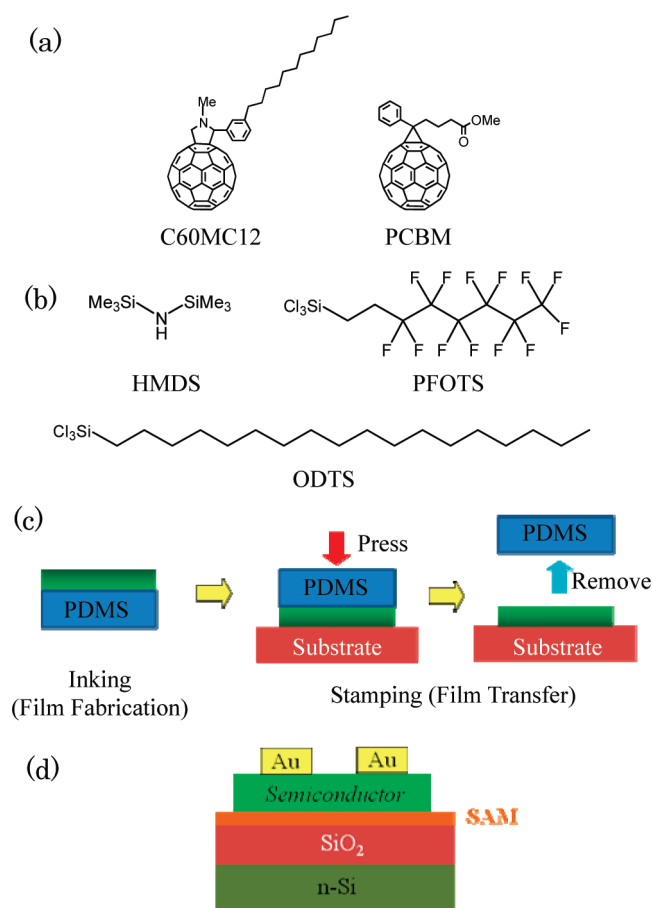 (a)
Me
N
OMe
O
C60MC12
PCBM
(b)
Me3Si
SiMe3
N
H
HMDS
Cl3Si
F F F F F F
F
F F F F F F
PFOTS
Cl3Si
ODTS
(c)
PDMS
Inking
(Film Fabrication)
Press
PDMS
Substrate
PDMS
Remove
Substrate
Stamping (Film Transfer)
(d)
Au
Au
Semiconductor
SAM
SiO2
n-Si